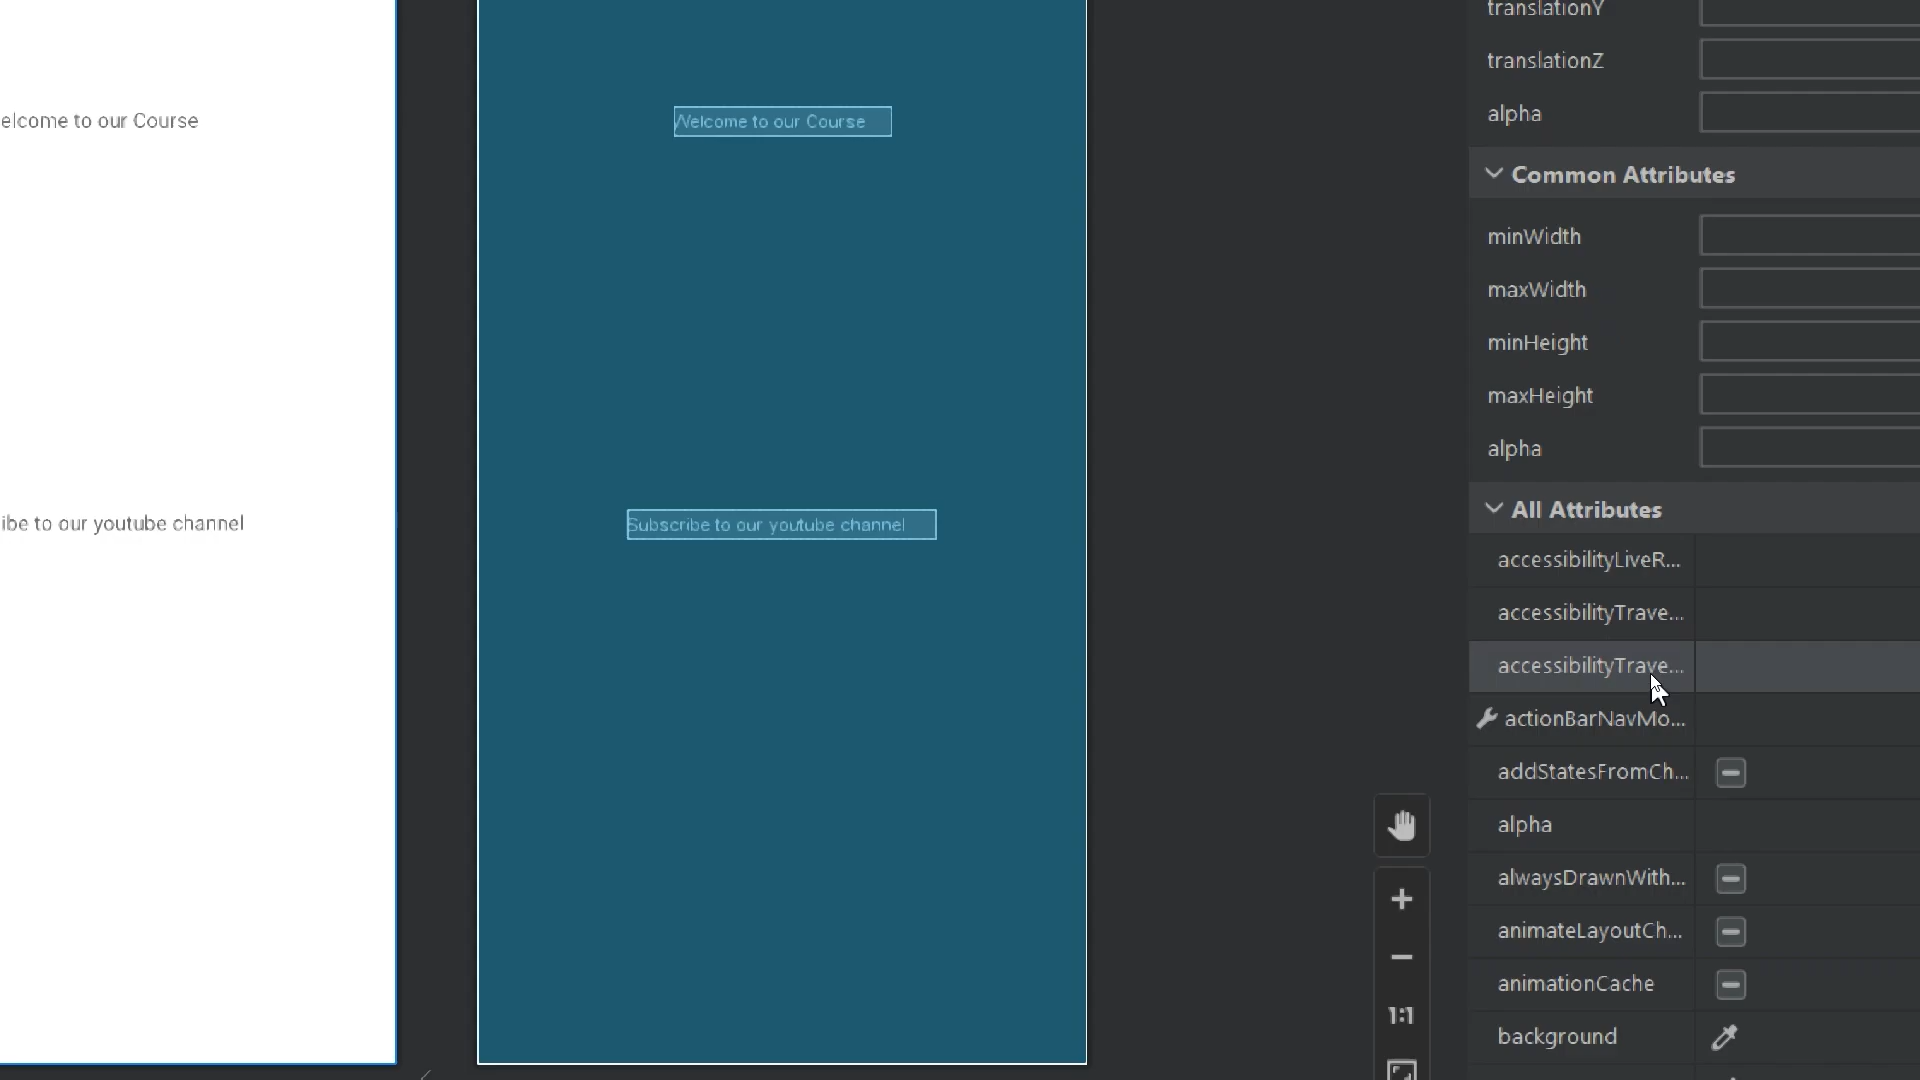 elcome to our Course
ibe to our youtube channel
Welcome to our Course
Subscribe to our youtube channel
translationY
translationZ
alpha
Common Attributes
minWidth
maxWidth
minHeight
maxHeight
alpha
All Attributes
accessibilityLiveR...
accessibilityTrave...
accessibilityTrave...
actionBarNavMo...
addStatesFromCh...
alpha
alwaysDrawnWith...
animateLayoutCh...
animationCache
background
1:1